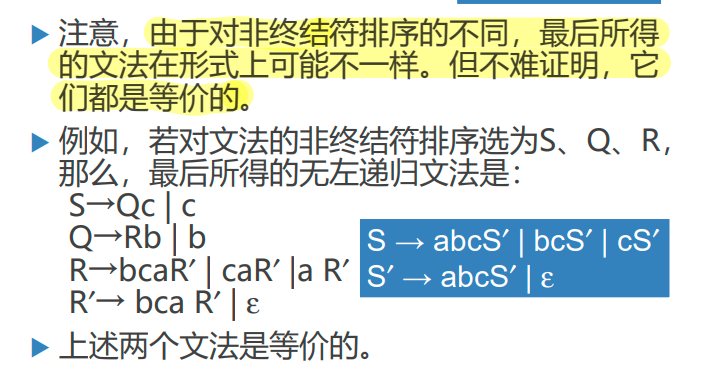 注意，由于对非终结符排序的不同，最后所得
的文法在形式上可能不一样。但不难证明，它
们都是等价的。
例如，若对文法的非终结符排序选为S、Q、R，
那么，最后所得的无左递归文法是：
S→Qc | c
Q→Rb | b
R→bcaR′ | caR′ |a R′
R′→ bca R′ | ε
S → abcS′ | bcS′ | cS′
S′ → abcS′ | ε
上述两个文法是等价的。